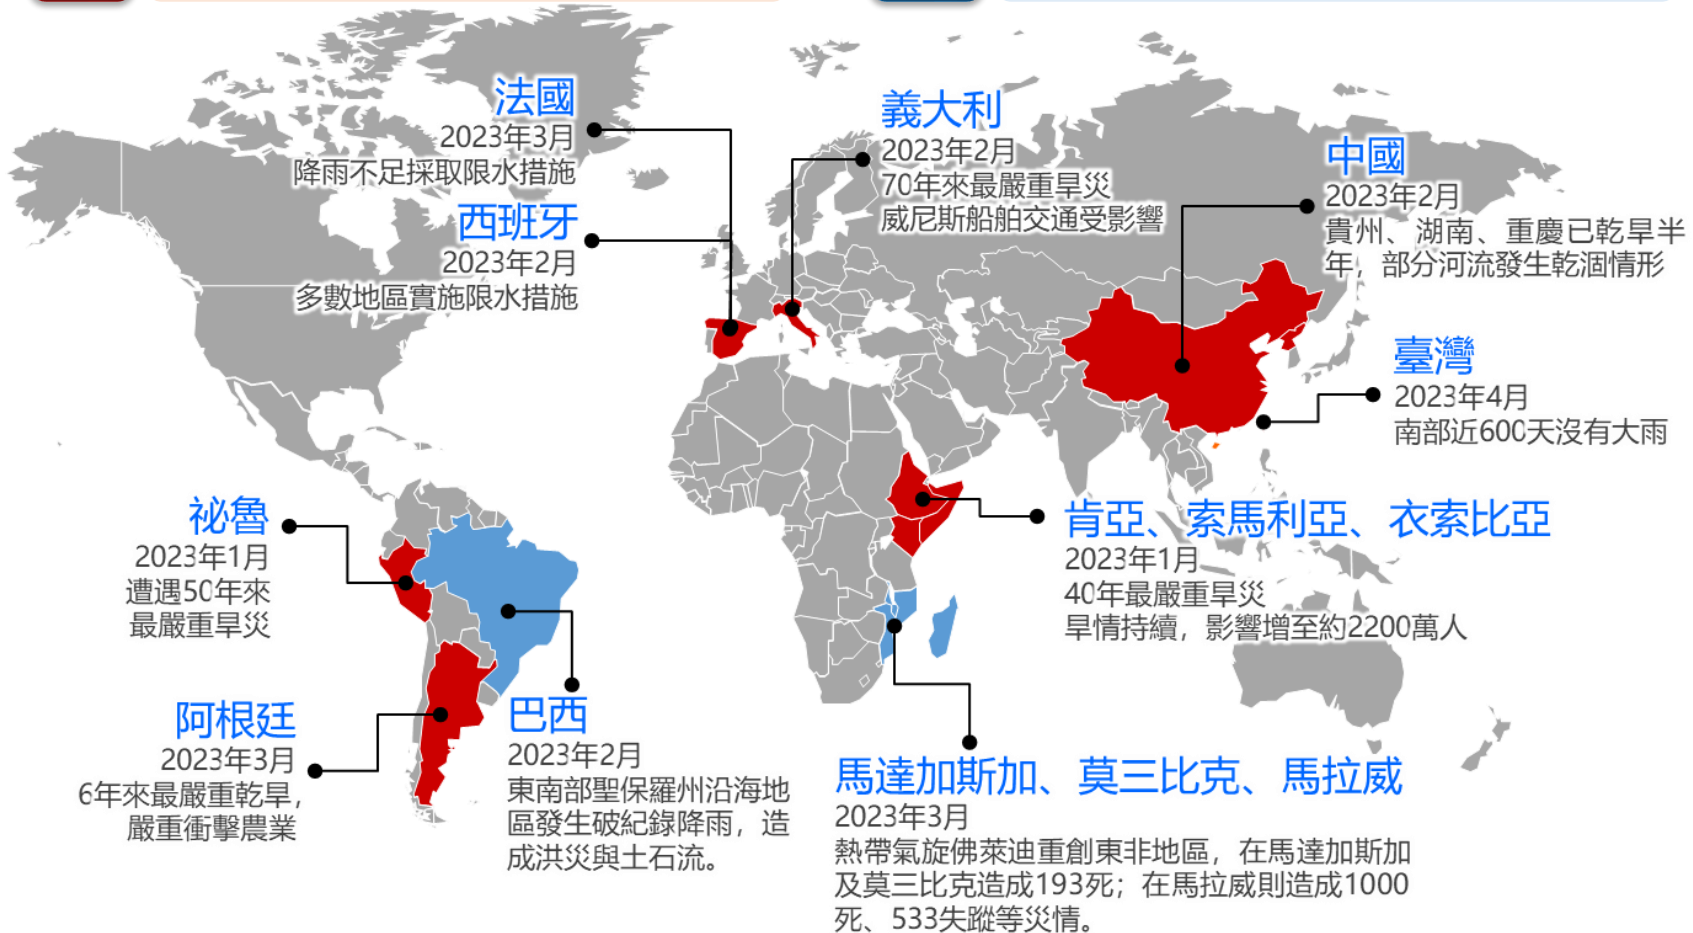 法國
2023年3月
降雨不足採取限水措施
西班牙
2023年2月
多數地區實施限水措施
義大利
2023年2月
70年來最嚴重旱災
威尼斯船舶交通受影響
中國
2023年2月
貴州、湖南、重慶已乾旱半
年，部分河流發生乾涸情形
臺灣
2023年4月
南部近600天沒有大雨
祕魯
2023年1月
遭遇50年來
最嚴重旱災
肯亞、索馬利亞、衣索比亞
2023年1月
40年最嚴重旱災
旱情持續，影響增至約2200萬人
阿根廷
2023年3月
6年來最嚴重乾旱，
嚴重衝擊農業
巴西
2023年2月
東南部聖保羅州沿海地
區發生破紀錄降雨，造
成洪災與土石流。
馬達加斯加、莫三比克、馬拉威
2023年3月
熱帶氣旋佛萊迪重創東非地區，在馬達加斯加
及莫三比克造成193死；在馬拉威則造成1000
死、533失蹤等災情。